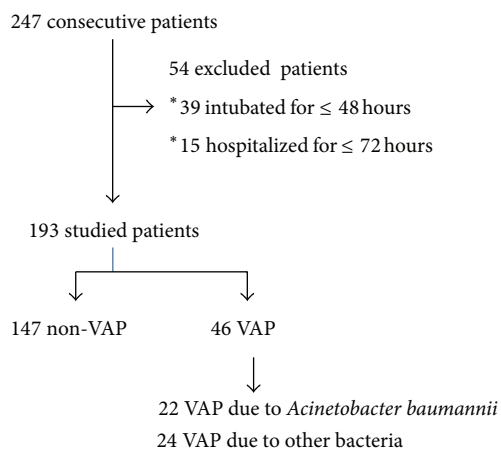 247 consecutive patients
54 excluded patients
*39 intubated for ≤ 48 hours
*15 hospitalized for ≤ 72 hours
193 studied patients
147 non-VAP
46 VAP
22 VAP due to Acinetobacter baumannii
24 VAP due to other bacteria